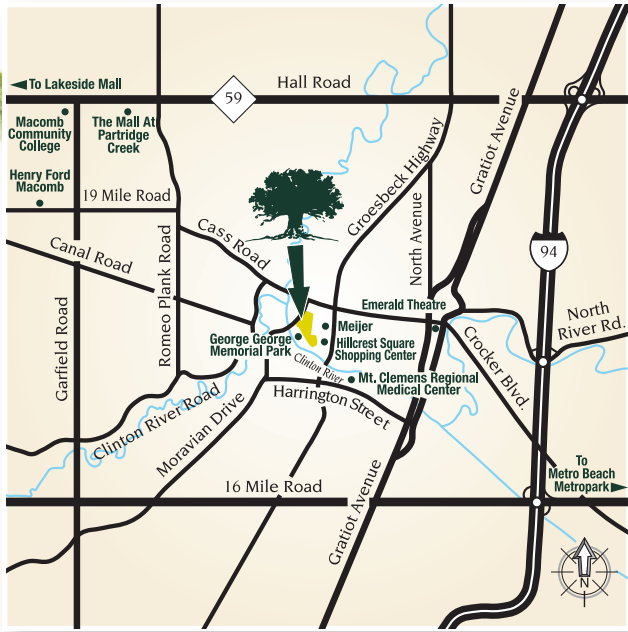 To Lakeside Mall
Hall Road
59
Macomb
Community
College
The Mall At
Partridge
Creek
Henry Ford
Macomb
19 Mile Road
Cass Road
Canal Road
Romeo Plank Road
Garfield Road
Groesbeck Highway
North Avenue
Gratiot Avenue
94
Emerald Theatre
North
River Rd.
Meijer
George George
Memorial Park
Hillcrest Square
Shopping Center
Clinton River
Crocker Blvd.
Mt. Clemens Regional
Medical Center
Harrington Street
Clinton River Road
Moravian Drive
To
Metro Beach
Metropark
16 Mile Road
Gratiot Avenue
N